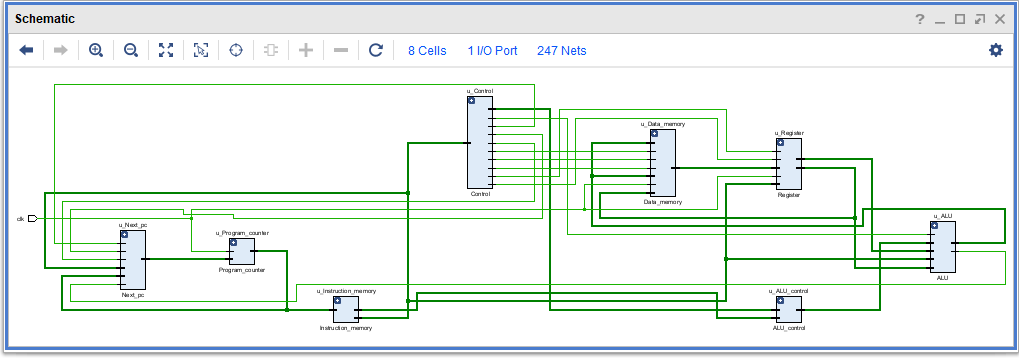 Schematic
8 Cells 1 I/O Port 247 Nets
u_Control
Control
u_Data_memory
Data_memory
u_Register
Register
clk
u_Next_pc
Next_pc
u_Program_counter
Program_counter
u_ALU
ALU
u_Instruction_memory
Instruction_memory
u_ALU_control
ALU_control